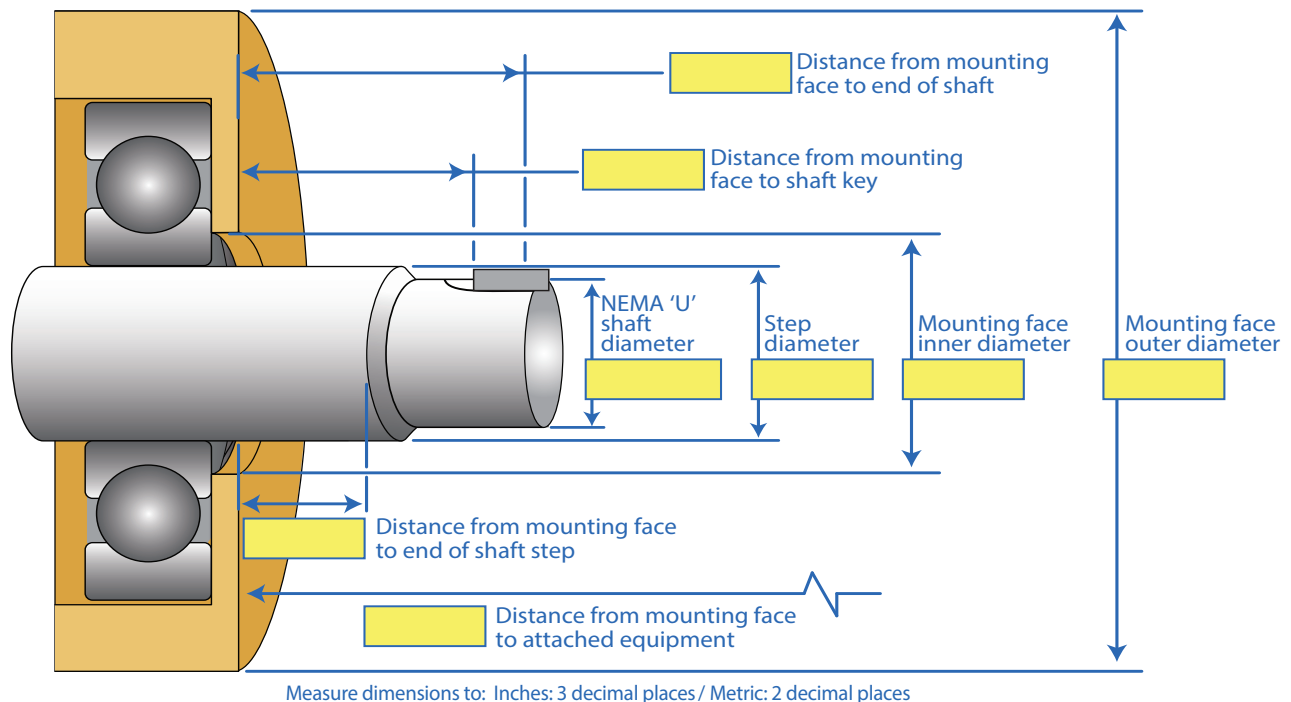 Distance from mounting
face to end of shaft
Distance from mounting
face to shaft key
NEMA ‘U’
shaft
diameter
Step
diameter
Mounting face
inner diameter
Mounting face
outer diameter
Distance from mounting face
to end of shaft step
Distance from mounting face
to attached equipment
Measure dimensions to: Inches: 3 decimal places / Metric: 2 decimal places